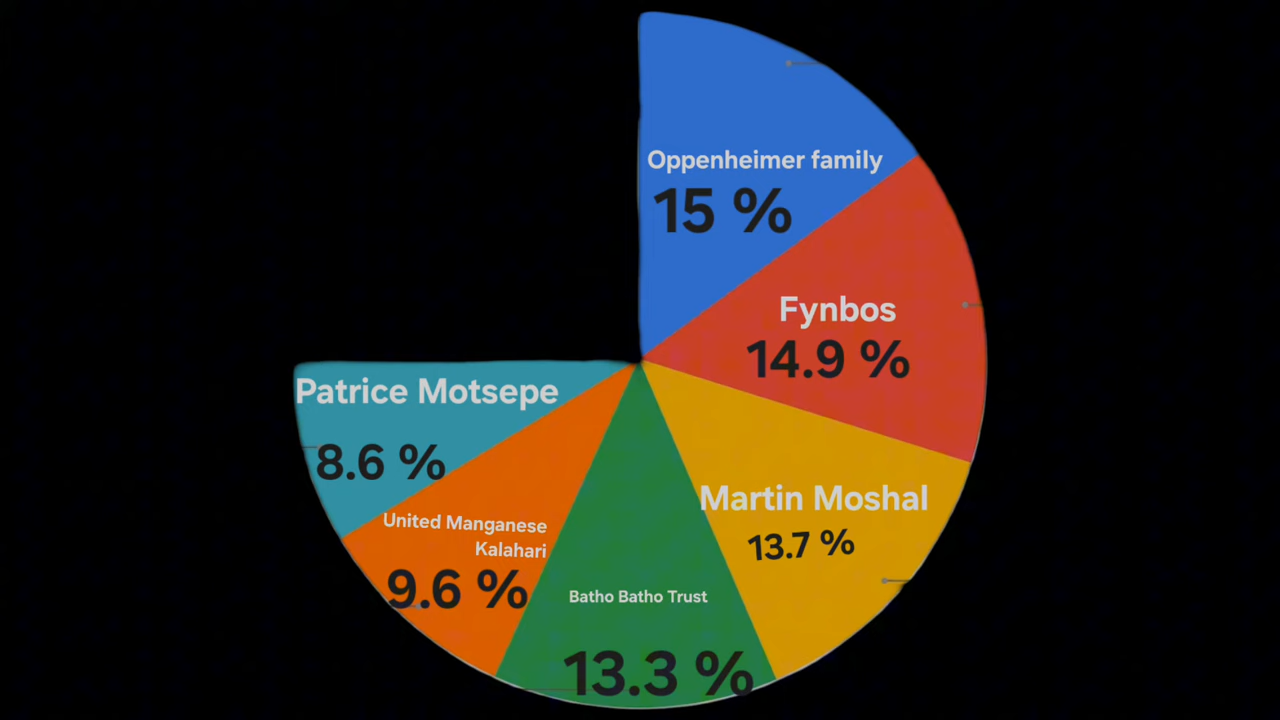 Oppenheimer family
15 %
Fynbos
14.9 %
Martin Moshal
13.7 %
Batho Batho Trust
13.3 %
United Manganese
Kalahari
9.6 %
Patrice Motsepe
8.6 %